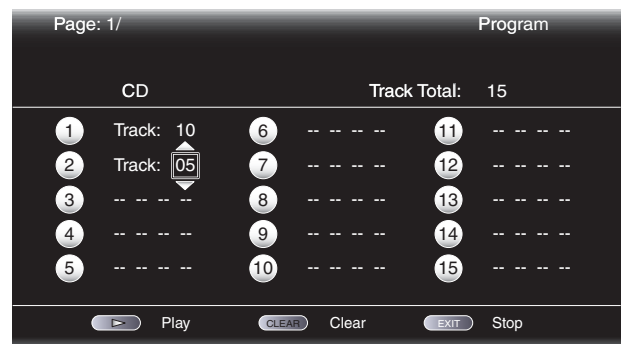 Page: 1/ Program
CD Track Total: 15
1 Track: 10 6 -- -- -- -- 11 -- -- -- --
2 Track: 05 7 -- -- -- -- 12 -- -- -- --
3 -- -- -- -- 8 -- -- -- -- 13 -- -- -- --
4 -- -- -- -- 9 -- -- -- -- 14 -- -- -- --
5 -- -- -- -- 10 -- -- -- -- 15 -- -- -- --
Play CLEAR Clear EXIT Stop